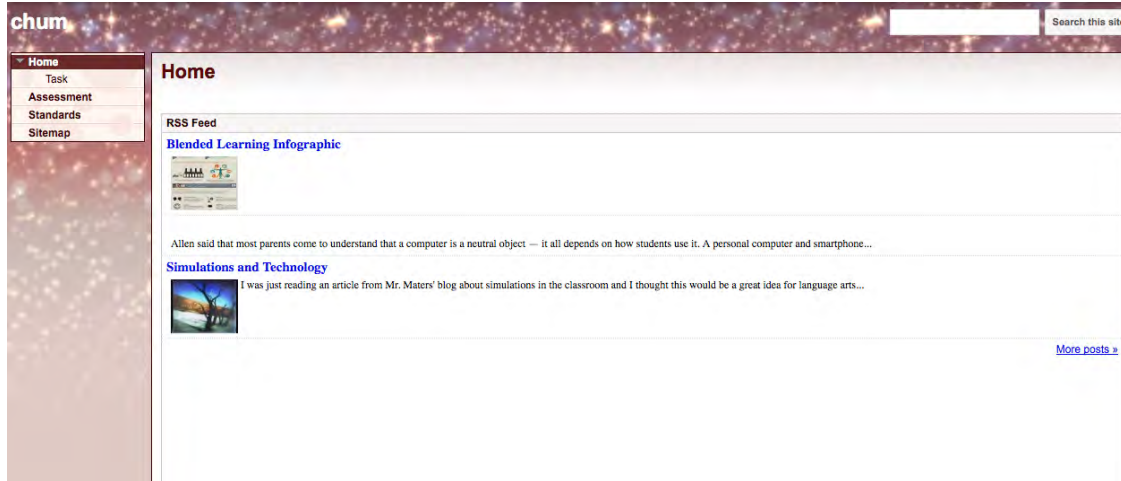 chum
Search this site
Home
Task
Assessment
Standards
Sitemap
Home
RSS Feed
Blended Learning Infographic
Allen said that most parents come to understand that a computer is a neutral object — it all depends on how students use it. A personal computer and smartphone...
Simulations and Technology
I was just reading an article from Mr. Maters' blog about simulations in the classroom and I thought this would be a great idea for language arts...
More posts »